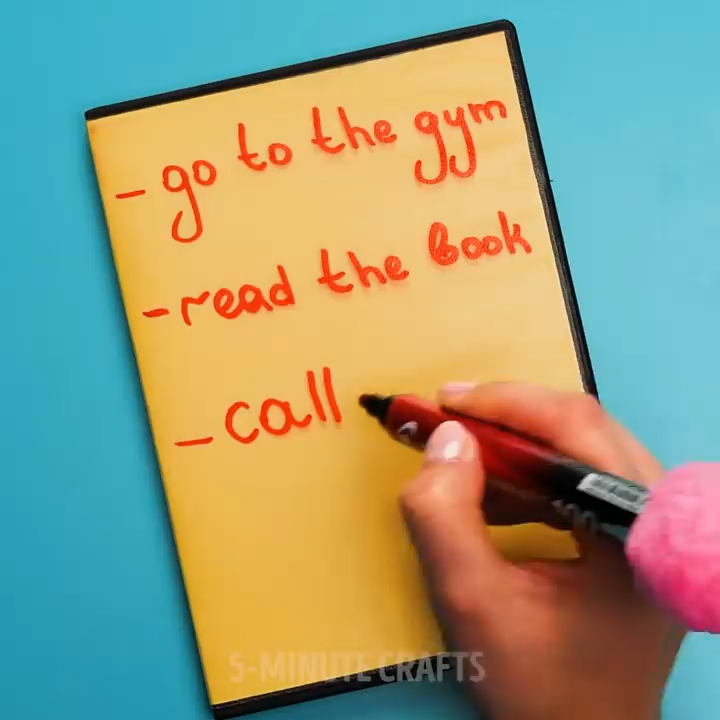 - go to the gym
- read the book
- call
5-MINUTE CRAFTS